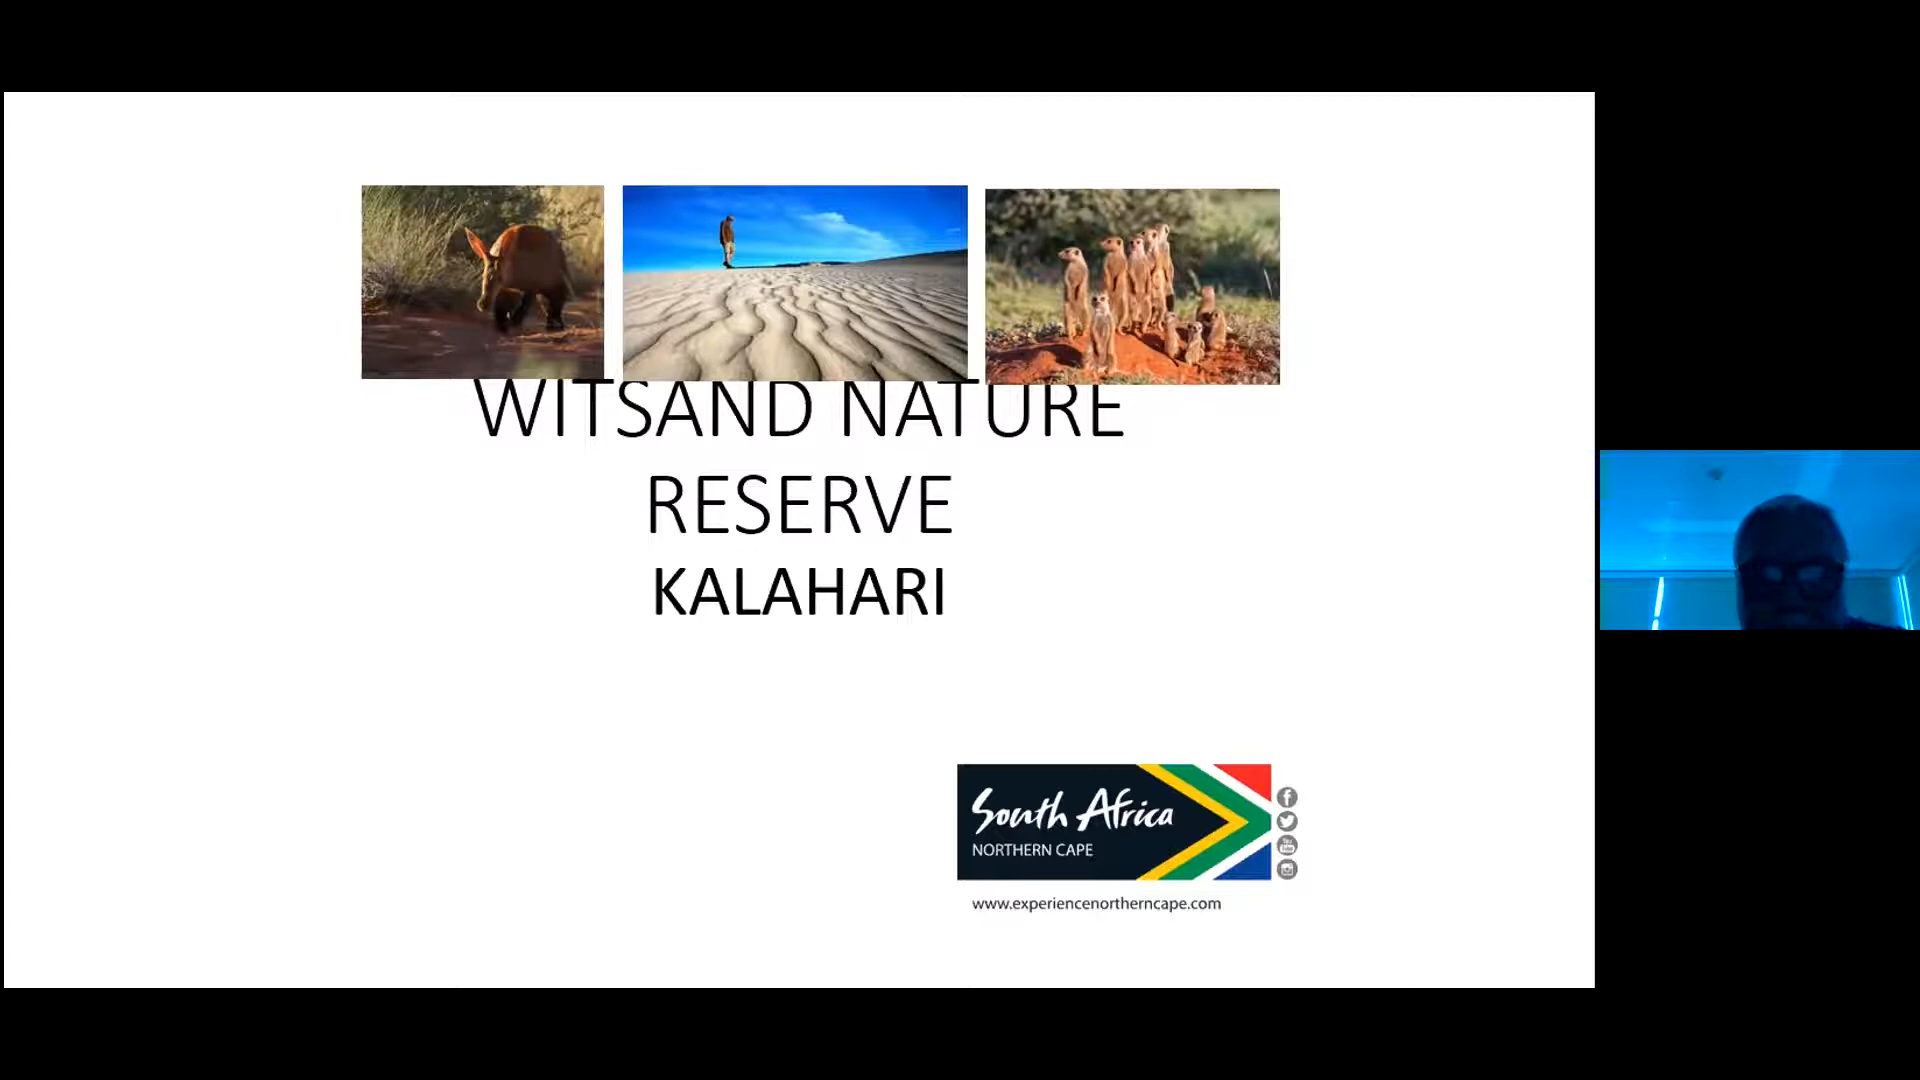 WITSAND NATURE
RESERVE
KALAHARI
South Africa
NORTHERN CAPE
www.experiencenortherncape.com